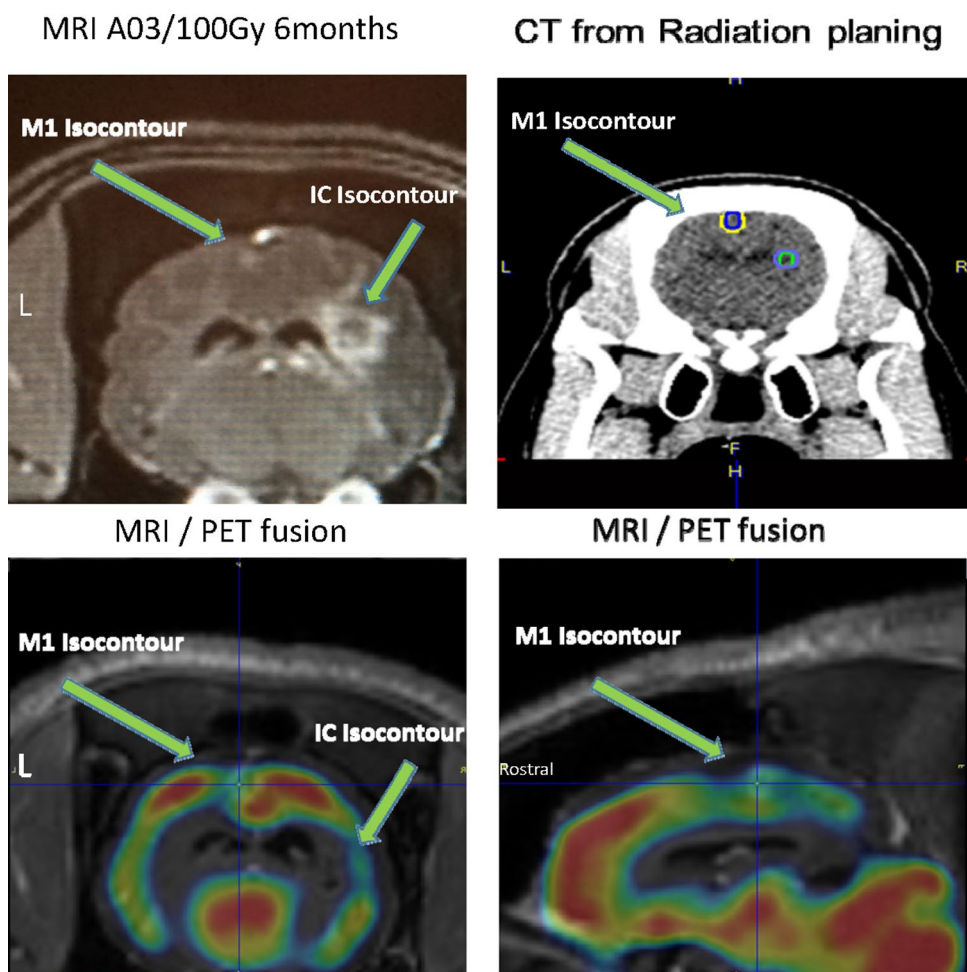 MRI A03/100Gy 6months
CT from Radiation planing
M1 Isocontour
IC Isocontour
L
H
M1 Isocontour
L
R
F
H
MRI / PET fusion
MRI / PET fusion
M1 Isocontour
IC Isocontour
L
M1 Isocontour
Rostral